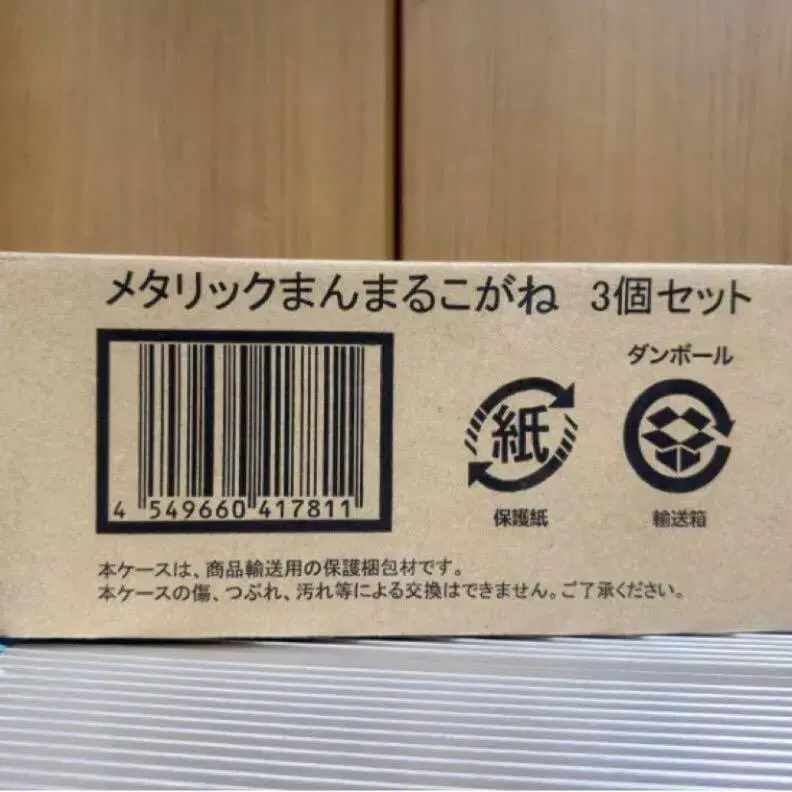 メタリックまんまるこがね 3個セット
ダンボール
紙
4 549660 417811
保護紙
輸送箱
本ケースは、商品輸送用の保護梱包材です。
本ケースの傷、つぶれ、汚れ等による交換はできません。ご了承ください。